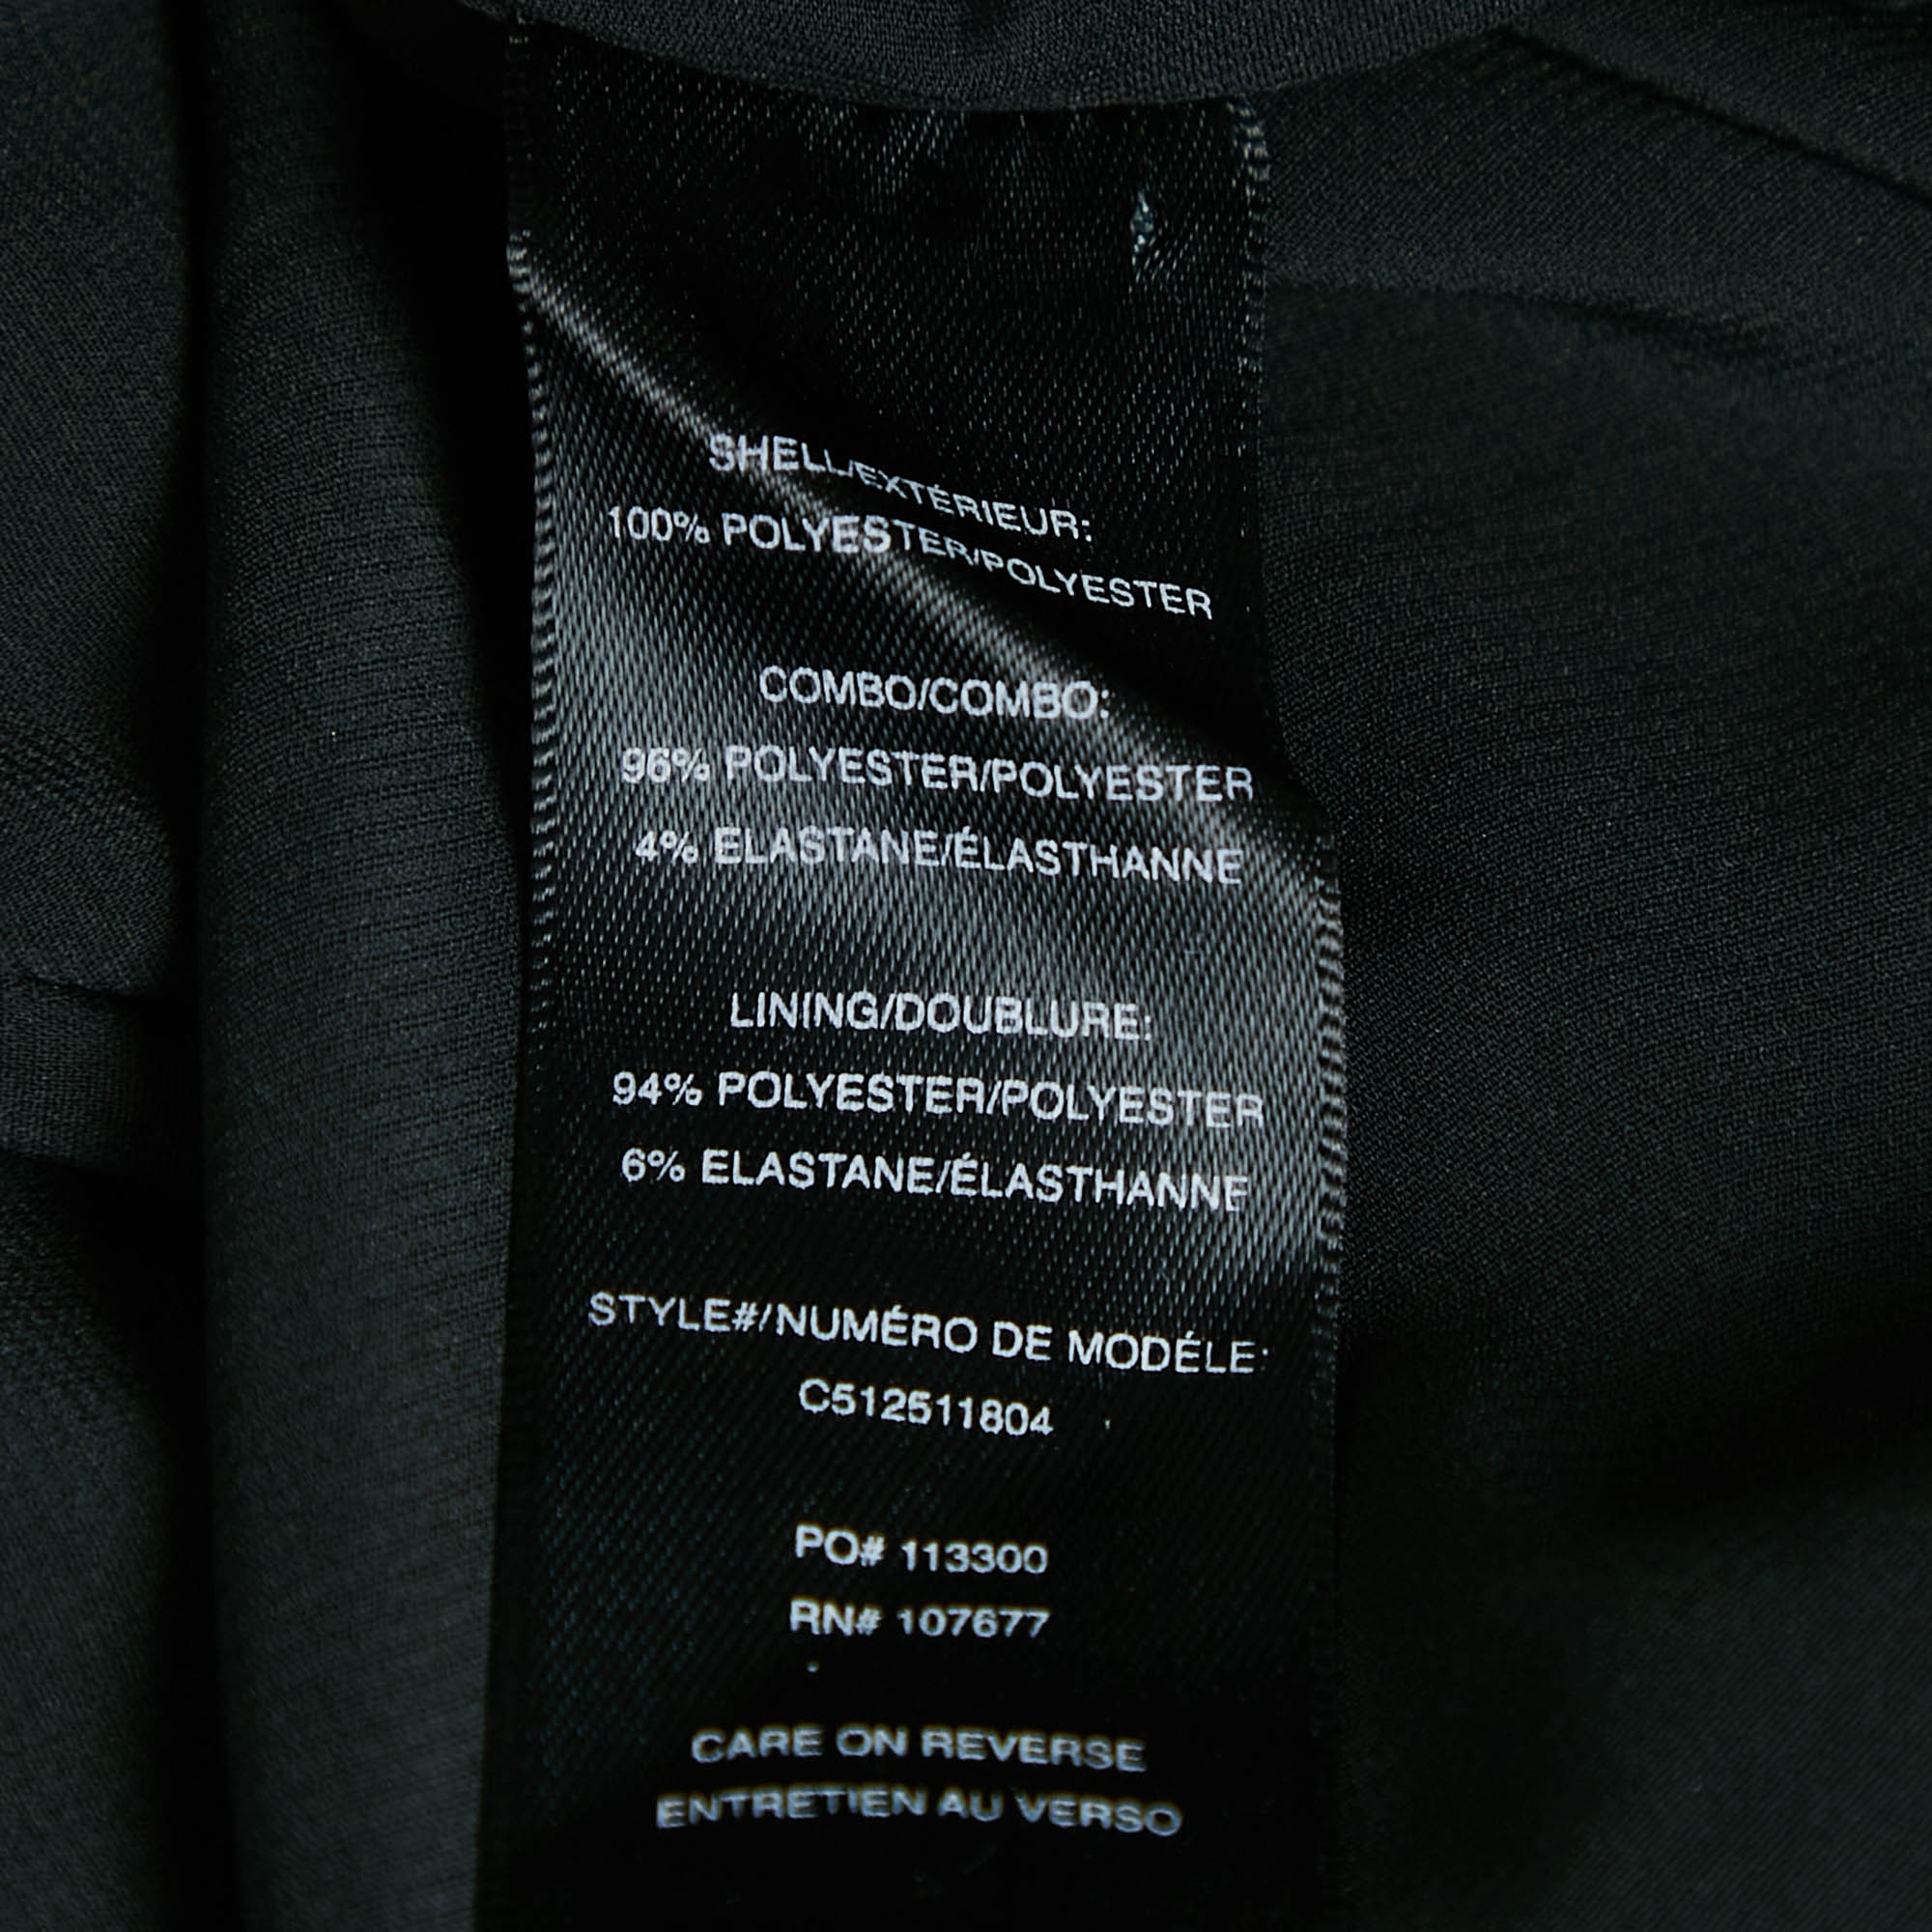 SHELL/EXTÉRIEUR:
100% POLYESTER/POLYESTER
COMBO/COMBO:
96% POLYESTER/POLYESTER
4% ELASTANE/ÉLASTHANNE
LINING/DOUBLURE:
94% POLYESTER/POLYESTER
6% ELASTANE/ÉLASTHANNE
STYLE#/NUMÉRO DE MODÉLE:
C512511804
PO# 113300
RN# 107677
CARE ON REVERSE
ENTRETIEN AU VERSO